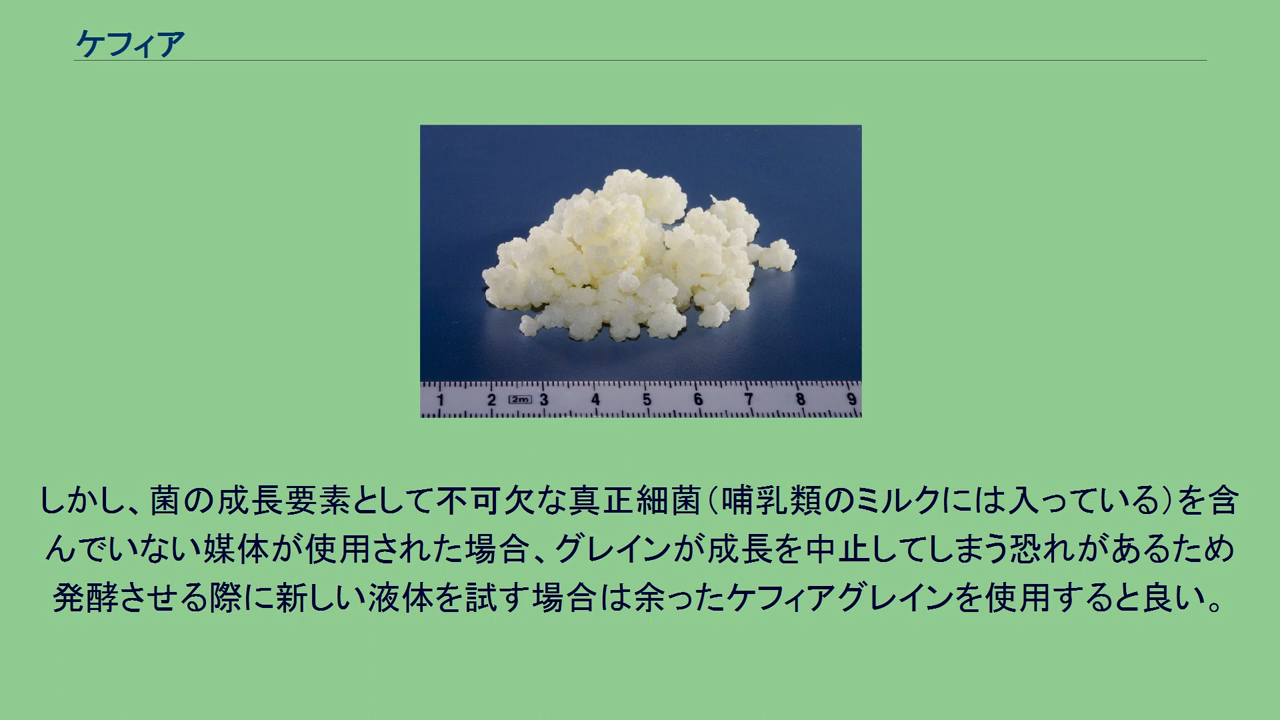 ケフィア
1 2 2m 3 4 5 6 7 8 9
しかし、菌の成長要素として不可欠な真正細菌（哺乳類のミルクには入っている）を含
んでいない媒体が使用された場合、グレインが成長を中止してしまう恐れがあるため
発酵させる際に新しい液体を試す場合は余ったケフィアグレインを使用すると良い。